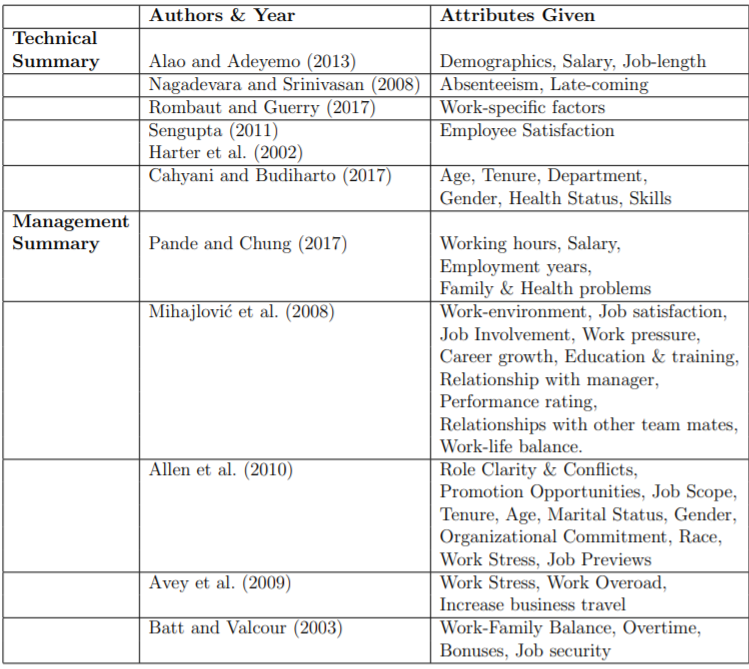 Authors & Year Attributes Given
Technical
Summary Alao and Adeyemo (2013) Demographics, Salary, Job-length
Nagadevara and Srinivasan (2008) Absenteeism, Late-coming
Rombaut and Guerry (2017) Work-specific factors
Sengupta (2011) Employee Satisfaction
Harter et al. (2002)
Cahyani and Budiharto (2017) Age, Tenure, Department,
Gender, Health Status, Skills
Management
Summary Pande and Chung (2017) Working hours, Salary,
Employment years,
Family & Health problems
Mihajlović et al. (2008) Work-environment, Job satisfaction,
Job Involvement, Work pressure,
Career growth, Education & training,
Relationship with manager,
Performance rating,
Relationships with other team mates,
Work-life balance.
Allen et al. (2010) Role Clarity & Conflicts,
Promotion Opportunities, Job Scope,
Tenure, Age, Marital Status, Gender,
Organizational Commitment, Race,
Work Stress, Job Previews
Avey et al. (2009) Work Stress, Work Overoad,
Increase business travel
Batt and Valcour (2003) Work-Family Balance, Overtime,
Bonuses, Job security